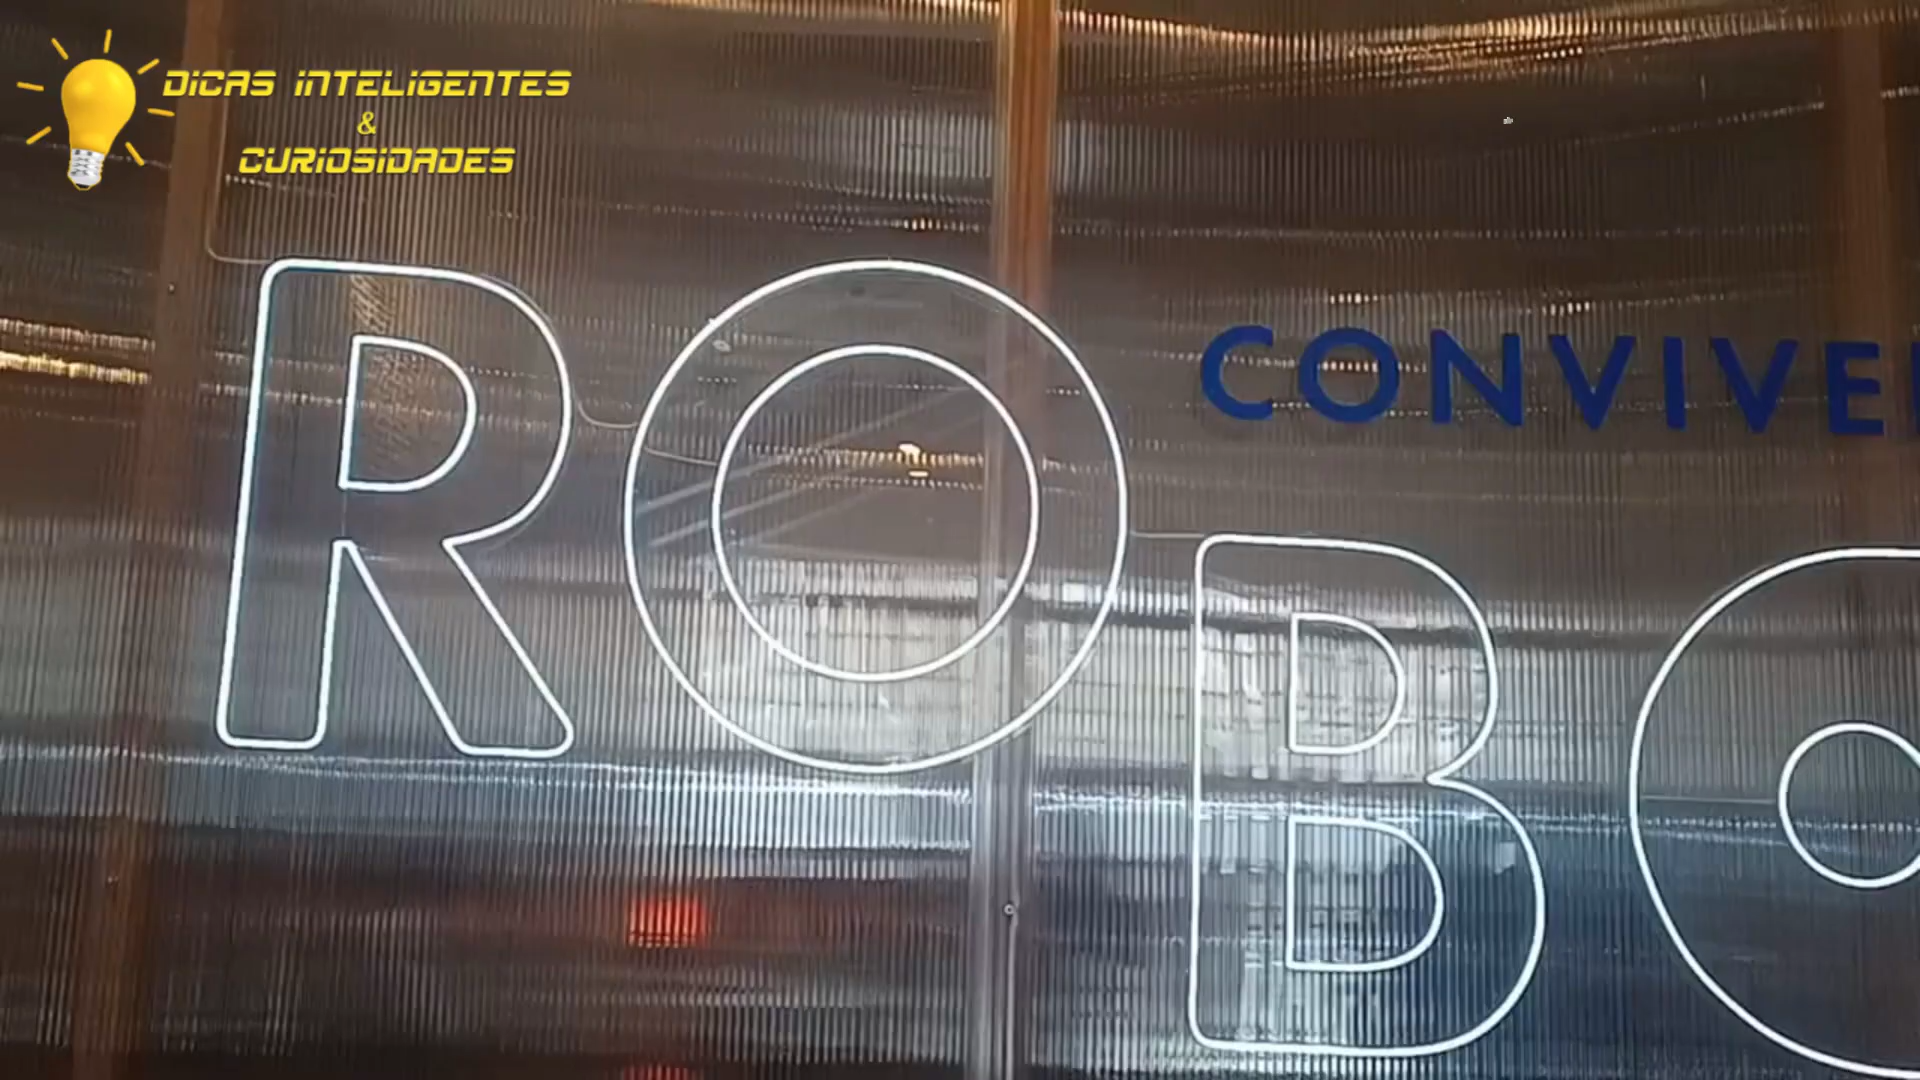 DICAS INTELIGENTES
&
CURIOSIDADES
CONVIVE
ROBO